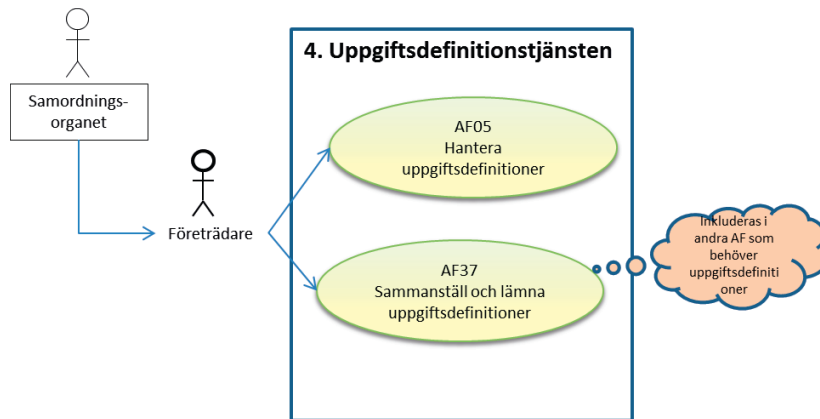 4. Uppgiftsdefinitionstjänsten
Samordnings-
organet
AF05
Hantera
uppgiftsdefinitioner
Företrädare
Inkluderas i
andra AF som
behöver
uppgiftsdefiniti
oner
AF37
Sammanställ och lämna
uppgiftsdefinitioner